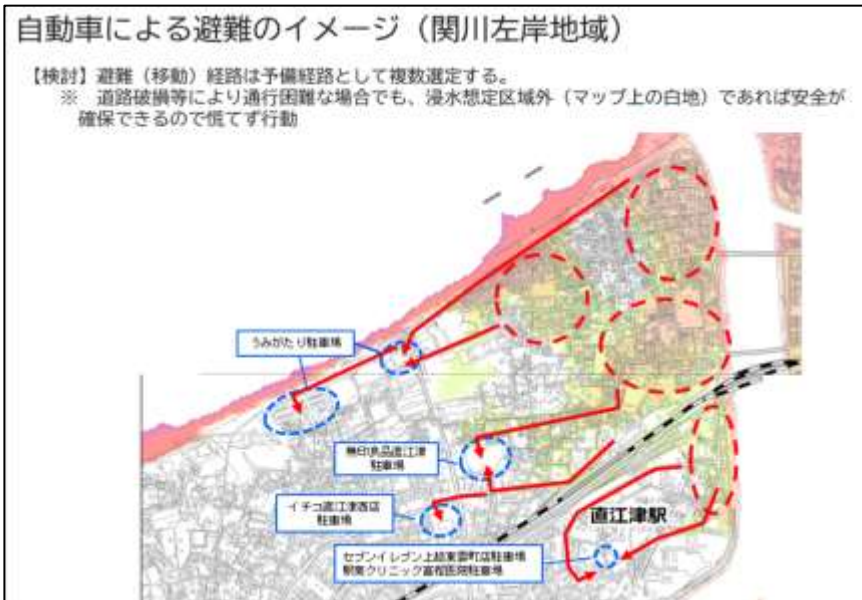 自動車による避難のイメージ（関川左岸地域）
【検討】避難（移動）経路は予備経路として複数選定する。
※　道路破損等により通行困難な場合でも、浸水想定区域外（マップ上の白地）であれば安全が
確保できるので慌てず行動
うみがたり駐車場
無印良品直江津
駐車場
イチコ直江津西店
駐車場
直江津駅
セブンイレブン上越東雲町店駐車場
駅東クリニック富程医院駐車場